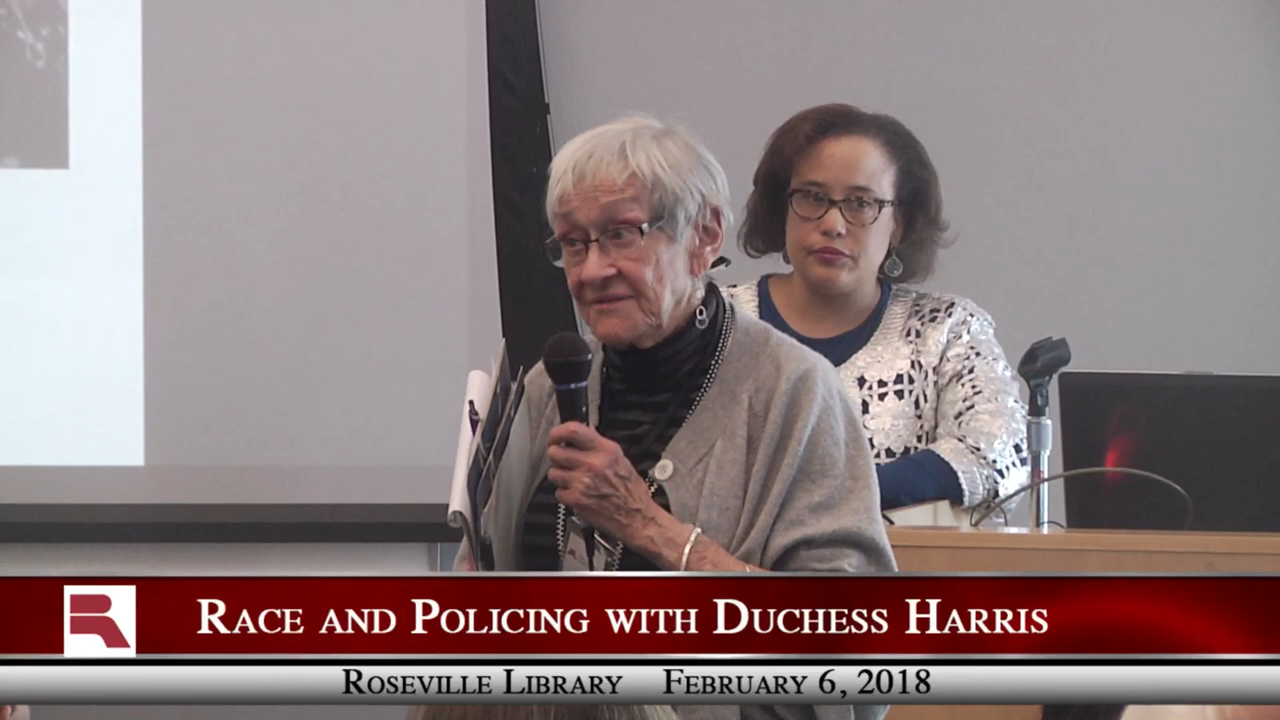 Race and Policing with Duchess Harris
Roseville Library February 6, 2018